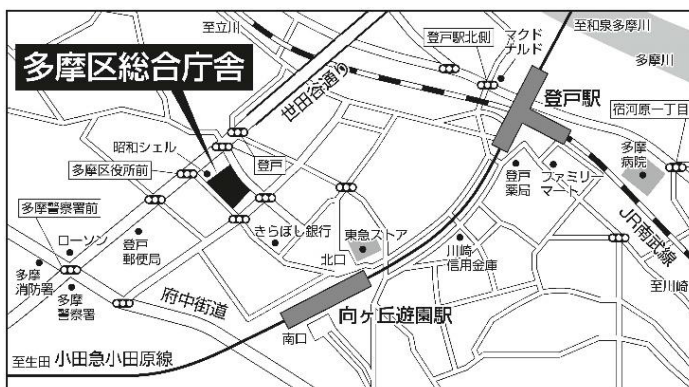 至立川
マクド
ナルド
至和泉多摩川
登戸駅北側
多摩川
多摩区総合庁舎
世田谷通り
登戸駅
宿河原一丁目
昭和シェル
多摩区役所前
登戸
多摩
病院
登戸
薬局
ファミリー
マート
JR南武線
多摩警察署前
ローソン
登戸
郵便局
きらぼし銀行
東急ストア
北口
川崎
信用金庫
多摩
消防署
多摩
警察署
府中街道
至川崎
向ヶ丘遊園駅
南口
至生田
小田急小田原線